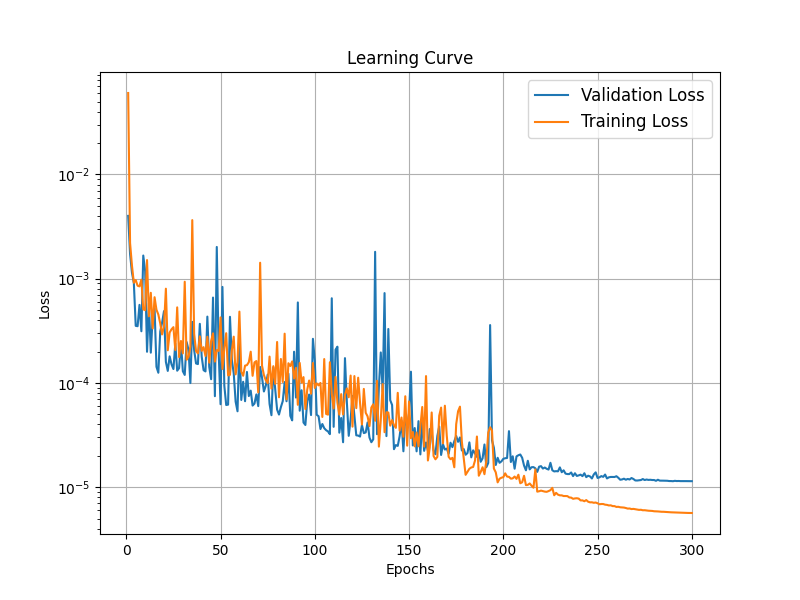 Learning Curve
Validation Loss
Training Loss
10⁻²
10⁻³
10⁻⁴
10⁻⁵
Loss
0 50 100 150 200 250 300
Epochs